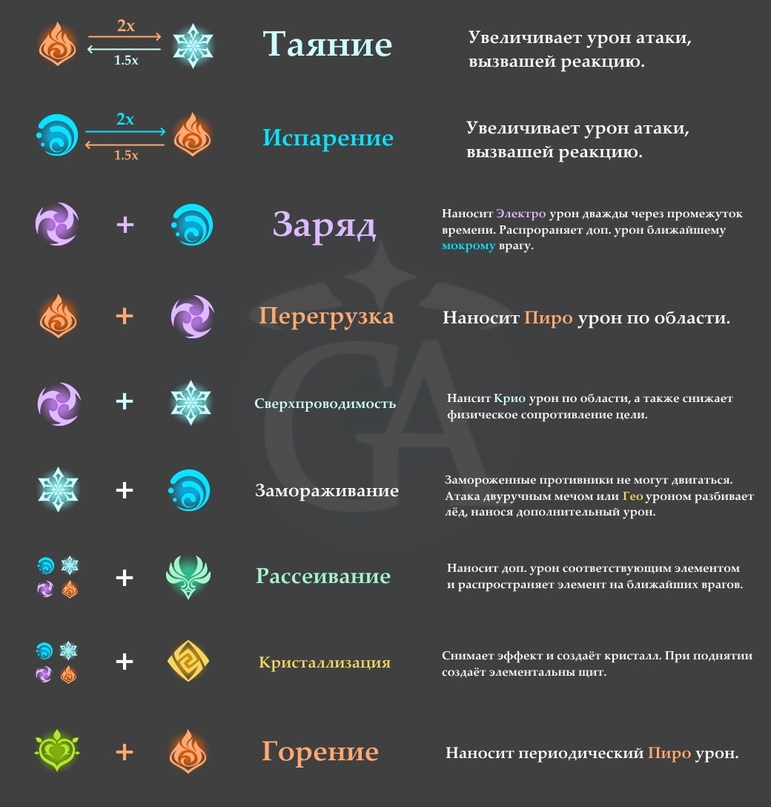 2x
1.5x
Таяние
Увеличивает урон атаки,
вызвашей реакцию.
2x
1.5x
Испарение
Увеличивает урон атаки,
вызвашей реакцию.
+
Заряд
Наносит Электро урон дважды через промежуток
времени. Распрораняет доп. урон ближайшему
мокрому врагу.
+
Перегрузка
Наносит Пиро урон по области.
+
Сверхпроводимость
Нансит Крио урон по области, а также снижает
физическое сопротивление цели.
+
Замораживание
Замороженные противники не могут двигаться.
Атака двуручным мечом или Гео уроном разбивает
лёд, нанося дополнительный урон.
+
Рассеивание
Наносит доп. урон соответствующим элементом
и распространяет элемент на ближайших врагов.
+
Кристаллизация
Снимает эффект и создаёт кристалл. При поднятии
создаёт элементальны щит.
+
Горение
Наносит периодический Пиро урон.
GA